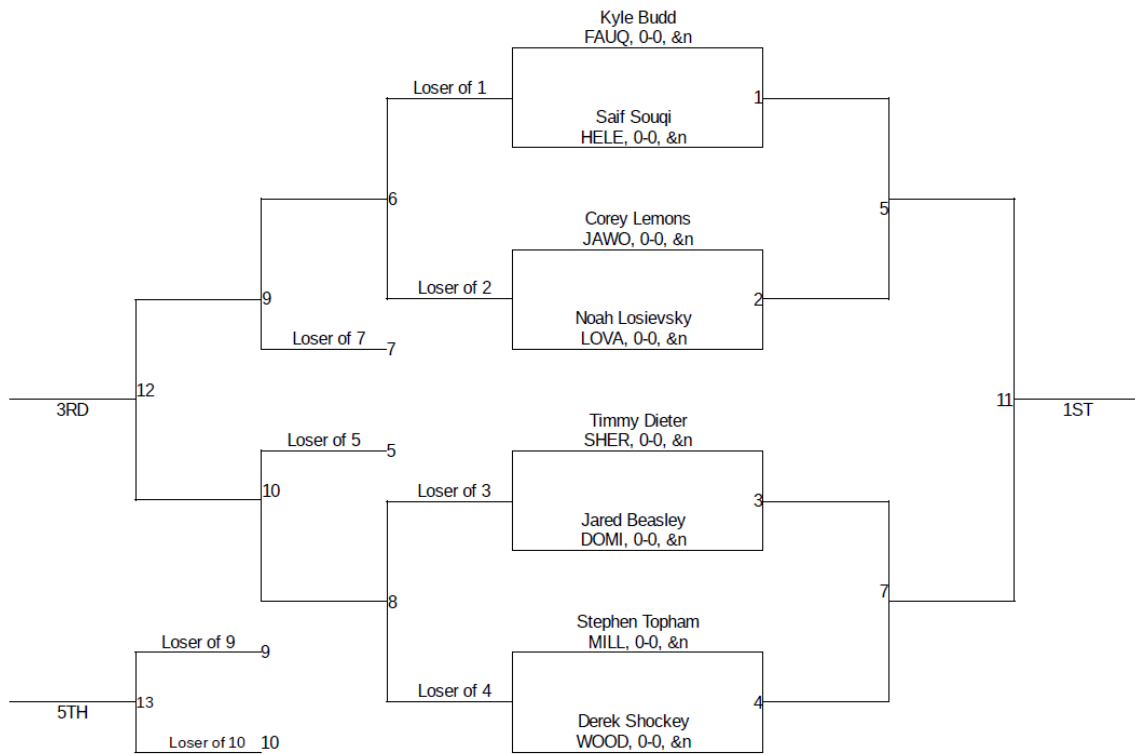 Kyle Budd
FAUQ, 0-0, &n
Loser of 1
1
Saif Souqi
HELE, 0-0, &n
6
5
Corey Lemons
JAWO, 0-0, &n
Loser of 2
2
9
Noah Losievsky
LOVA, 0-0, &n
Loser of 7
7
12
3RD
11
1ST
Timmy Dieter
SHER, 0-0, &n
Loser of 5
5
10
Loser of 3
3
Jared Beasley
DOMI, 0-0, &n
8
7
Stephen Topham
MILL, 0-0, &n
Loser of 9
9
Loser of 4
4
13
5TH
Derek Shockey
WOOD, 0-0, &n
Loser of 10
10